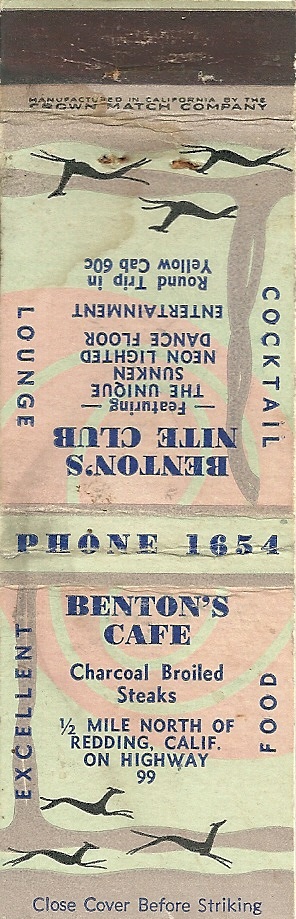 MANUFACTURED IN CALIFORNIA BY THE
CROWN MATCH COMPANY
BENTON'S
NITE CLUB
— Featuring —
THE UNIQUE
SUNKEN
NEON LIGHTED
DANCE FLOOR
ENTERTAINMENT
Round Trip in
Yellow Cab 60c
COCKTAIL
LOUNGE
PHONE 1654
BENTON'S
CAFE
Charcoal Broiled
Steaks
½ MILE NORTH OF
REDDING, CALIF.
ON HIGHWAY
99
EXCELLENT
FOOD
Close Cover Before Striking